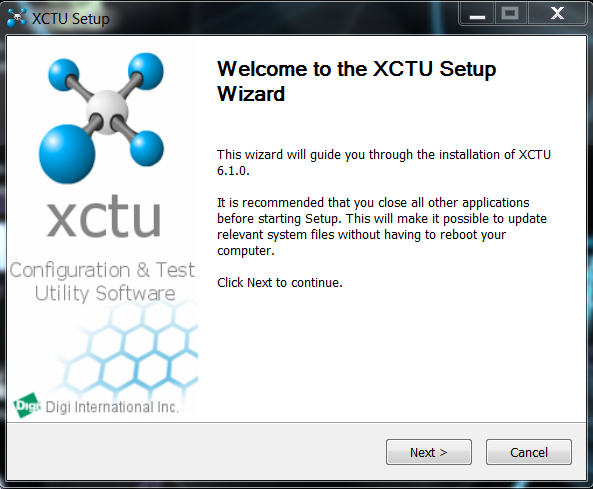 XCTU Setup
Welcome to the XCTU Setup
Wizard
This wizard will guide you through the installation of XCTU
6.1.0.
It is recommended that you close all other applications
before starting Setup. This will make it possible to update
relevant system files without having to reboot your
computer.
Click Next to continue.
xctu
Configuration & Test
Utility Software
Digi Digi International Inc.
Next >
Cancel